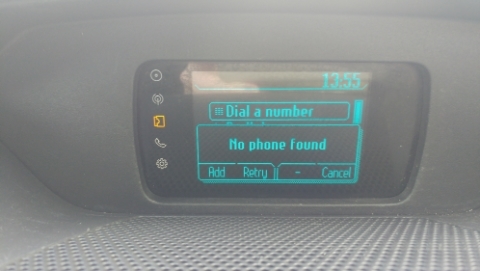 13:55
Dial a number
No phone found
Add Retry - Cancel